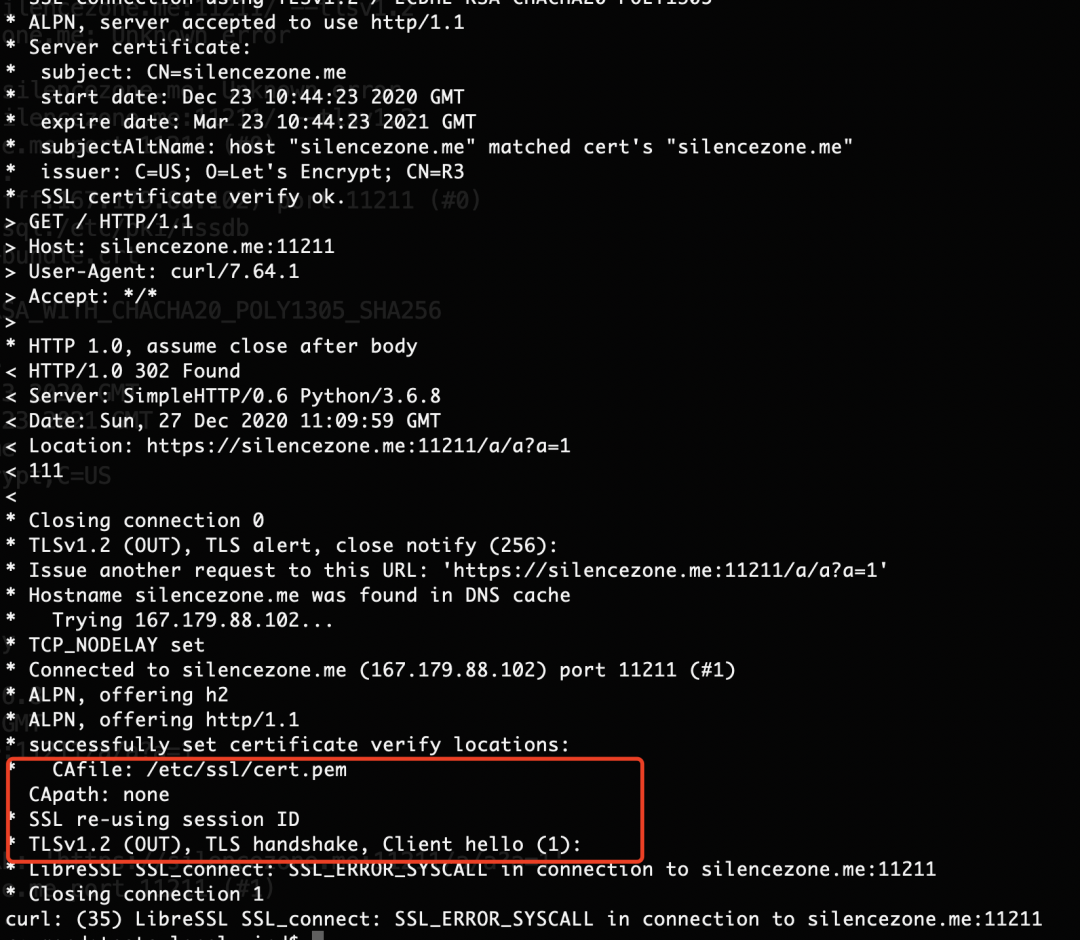 * ALPN, server accepted to use http/1.1
* Server certificate:
*  subject: CN=silencezone.me
*  start date: Dec 23 10:44:23 2020 GMT
*  expire date: Mar 23 10:44:23 2021 GMT
*  subjectAltName: host "silencezone.me" matched cert's "silencezone.me"
*  issuer: C=US; O=Let's Encrypt; CN=R3
*  SSL certificate verify ok.
> GET / HTTP/1.1
> Host: silencezone.me:11211
> User-Agent: curl/7.64.1
> Accept: */*
>
* HTTP 1.0, assume close after body
< HTTP/1.0 302 Found
< Server: SimpleHTTP/0.6 Python/3.6.8
< Date: Sun, 27 Dec 2020 11:09:59 GMT
< Location: https://silencezone.me:11211/a/a?a=1
< 111
<
* Closing connection 0
* TLSv1.2 (OUT), TLS alert, close notify (256):
* Issue another request to this URL: 'https://silencezone.me:11211/a/a?a=1'
* Hostname silencezone.me was found in DNS cache
*   Trying 167.179.88.102...
* TCP_NODELAY set
* Connected to silencezone.me (167.179.88.102) port 11211 (#1)
* ALPN, offering h2
* ALPN, offering http/1.1
* successfully set certificate verify locations:
*   CAfile: /etc/ssl/cert.pem
  CApath: none
* SSL re-using session ID
* TLSv1.2 (OUT), TLS handshake, Client hello (1):
* LibreSSL SSL_connect: SSL_ERROR_SYSCALL in connection to silencezone.me:11211
* Closing connection 1
curl: (35) LibreSSL SSL_connect: SSL_ERROR_SYSCALL in connection to silencezone.me:11211